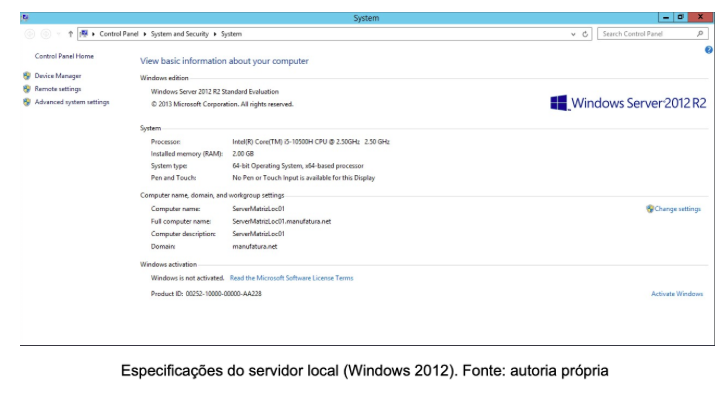 System
Control Panel ▸ System and Security ▸ System
Search Control Panel
Control Panel Home
Device Manager
Remote settings
Advanced system settings
View basic information about your computer
Windows edition
Windows Server 2012 R2 Standard Evaluation
© 2013 Microsoft Corporation. All rights reserved.
Windows Server 2012 R2
System
Processor: Intel(R) Core(TM) i5-10500H CPU @ 2.50GHz 2.50 GHz
Installed memory (RAM): 2.00 GB
System type: 64-bit Operating System, x64-based processor
Pen and Touch: No Pen or Touch Input is available for this Display
Computer name, domain, and workgroup settings
Computer name: ServerMatrizLoc01
Change settings
Full computer name: ServerMatrizLoc01.manufatura.net
Computer description: ServerMatrizLoc01
Domain: manufatura.net
Windows activation
Windows is not activated. Read the Microsoft Software License Terms
Product ID: 00252-10000-00000-AA228
Activate Windows
Especificações do servidor local (Windows 2012). Fonte: autoria própria